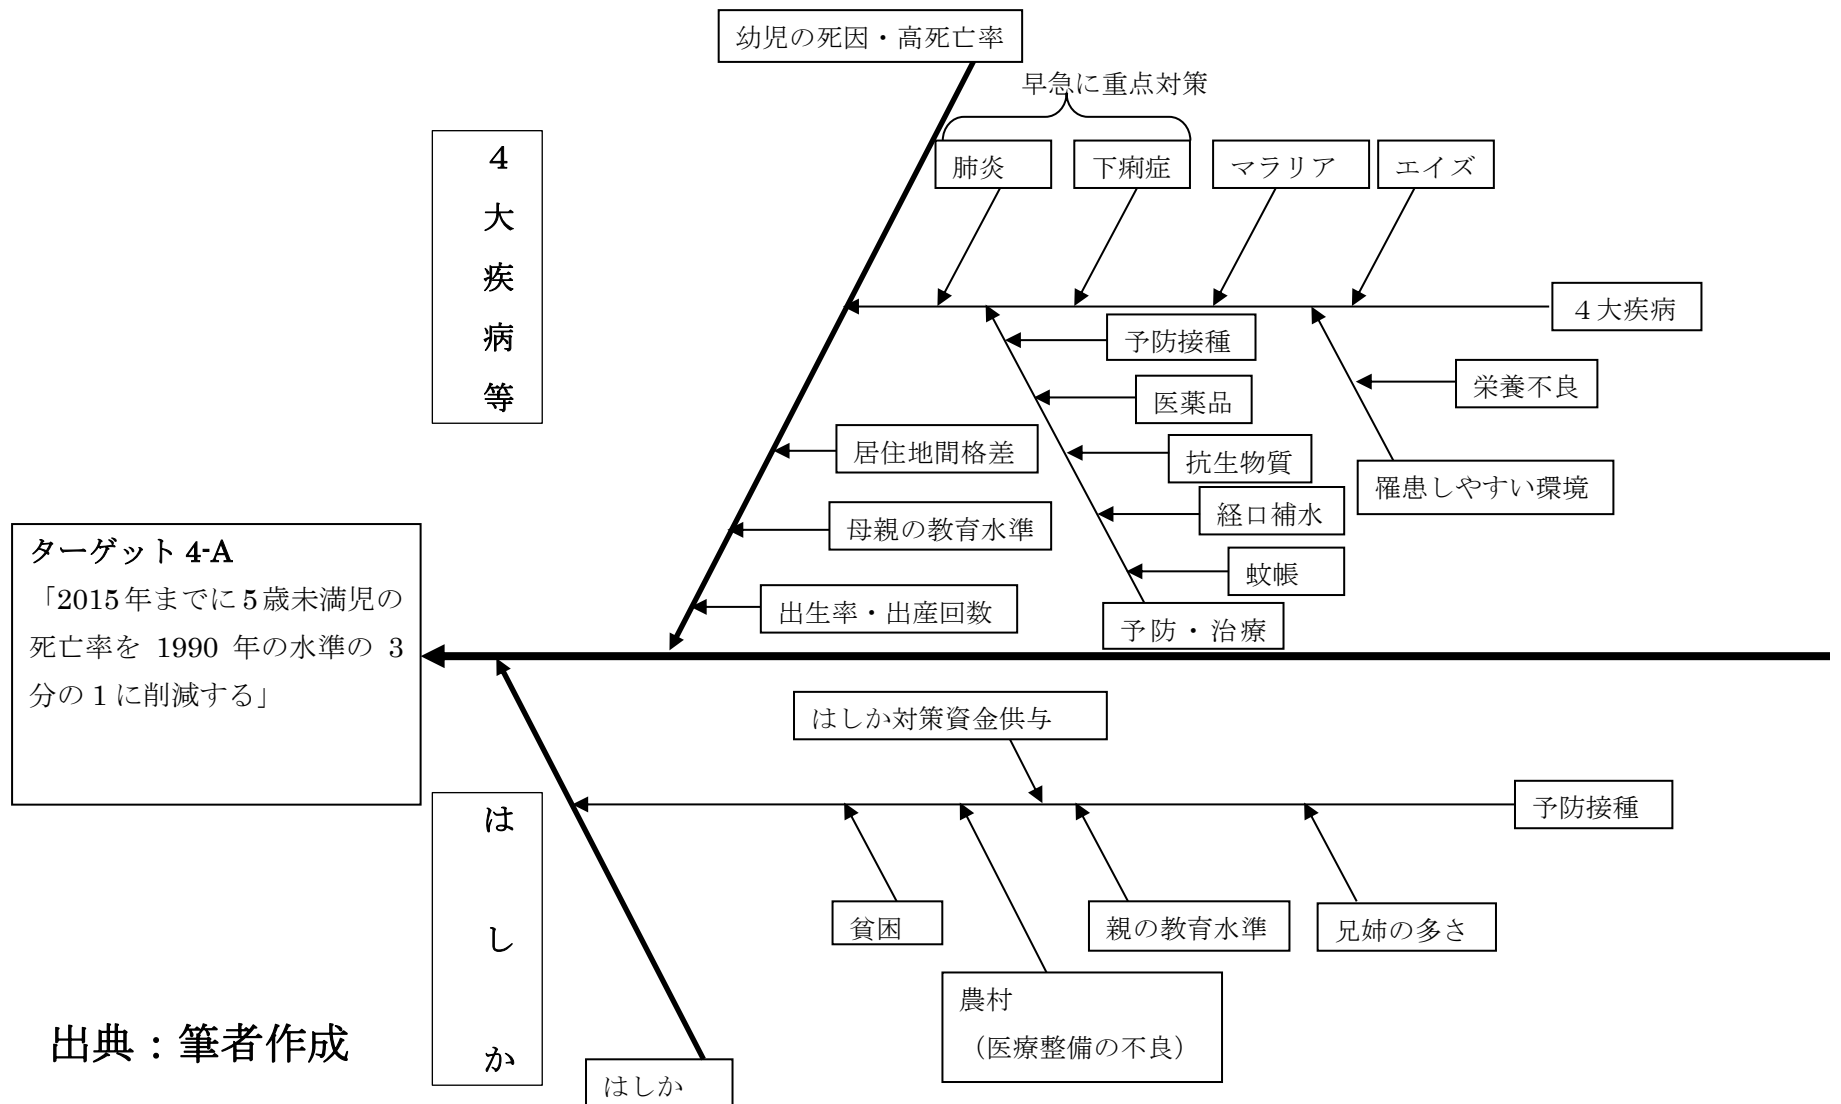 幼児の死因・高死亡率
早急に重点対策
4大疾病等
肺炎
下痢症
マラリア
エイズ
4大疾病
予防接種
医薬品
抗生物質
経口補水
蚊帳
予防・治療
栄養不良
罹患しやすい環境
居住地間格差
母親の教育水準
出生率・出産回数
ターゲット 4-A
「2015年までに5歳未満児の
死亡率を 1990 年の水準の 3
分の1に削減する」
はしか対策資金供与
予防接種
はしか
貧困
親の教育水準
兄姉の多さ
農村
（医療整備の不良）
出典：筆者作成
はしか